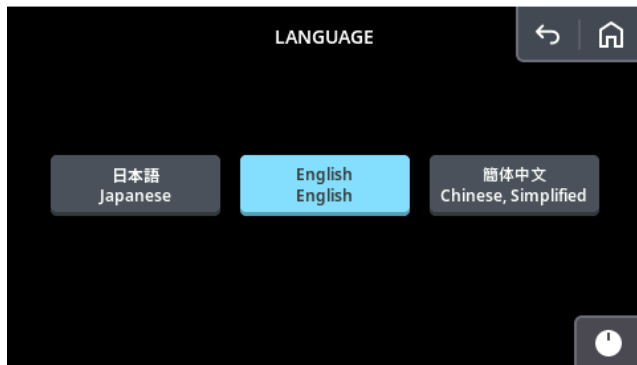 LANGUAGE
日本語
Japanese
English
English
簡体中文
Chinese, Simplified